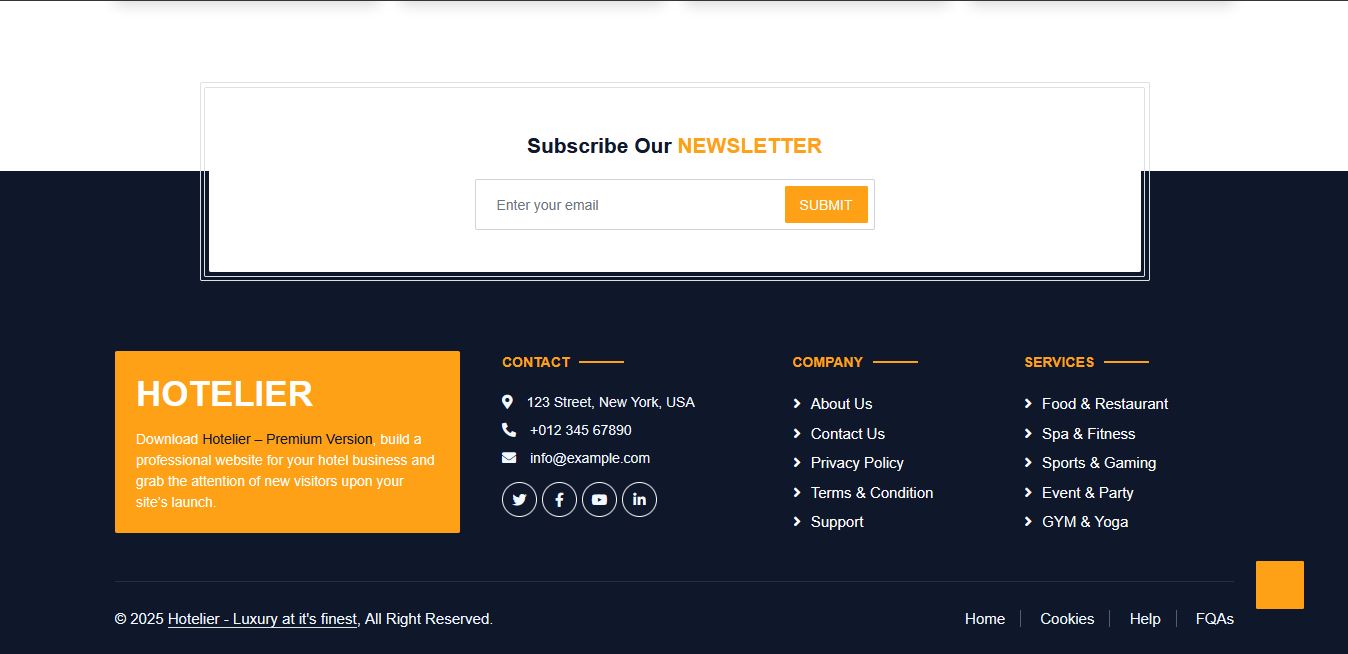 Subscribe Our NEWSLETTER
Enter your email
SUBMIT
HOTELIER
Download Hotelier – Premium Version, build a
professional website for your hotel business and
grab the attention of new visitors upon your
site's launch.
CONTACT
123 Street, New York, USA
+012 345 67890
info@example.com
COMPANY
About Us
Contact Us
Privacy Policy
Terms & Condition
Support
SERVICES
Food & Restaurant
Spa & Fitness
Sports & Gaming
Event & Party
GYM & Yoga
© 2025 Hotelier - Luxury at it's finest, All Right Reserved.
Home
Cookies
Help
FQAs